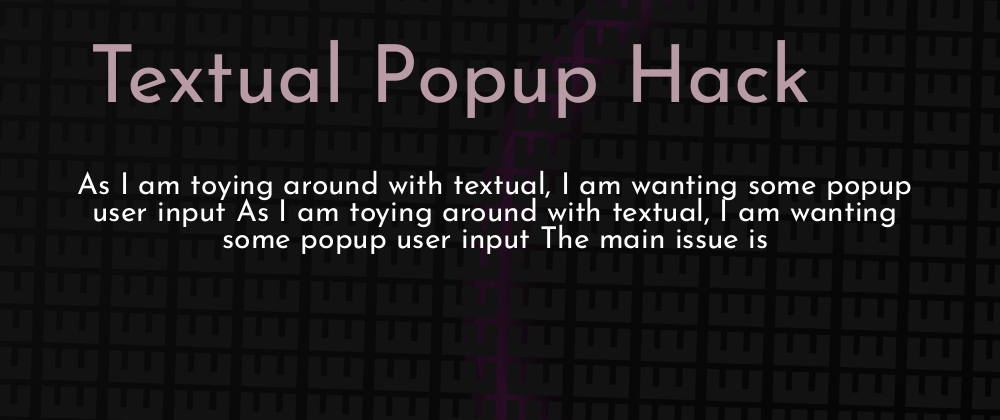 Textual Popup Hack
As I am toying around with textual, I am wanting some popup
user input As I am toying around with textual, I am wanting
some popup user input The main issue is